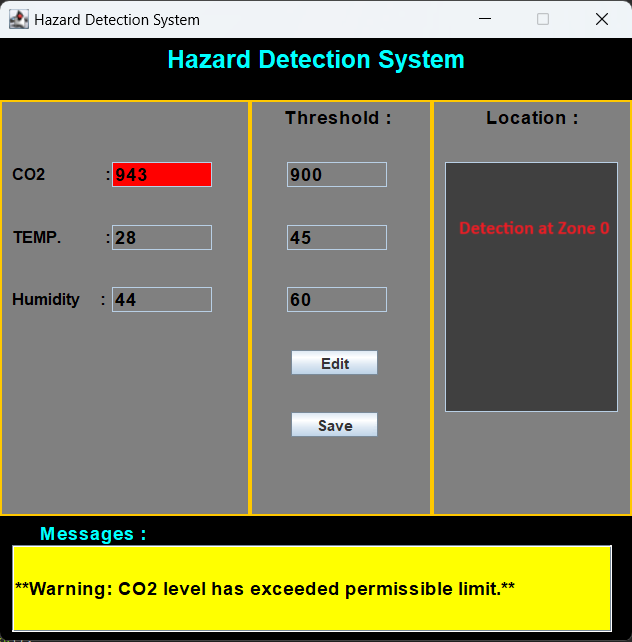 Hazard Detection System
Hazard Detection System
Threshold :
Location :
CO2 : 943
900
TEMP. : 28
45
Detection at Zone 0
Humidity : 44
60
Edit
Save
Messages :
**Warning: CO2 level has exceeded permissible limit.**